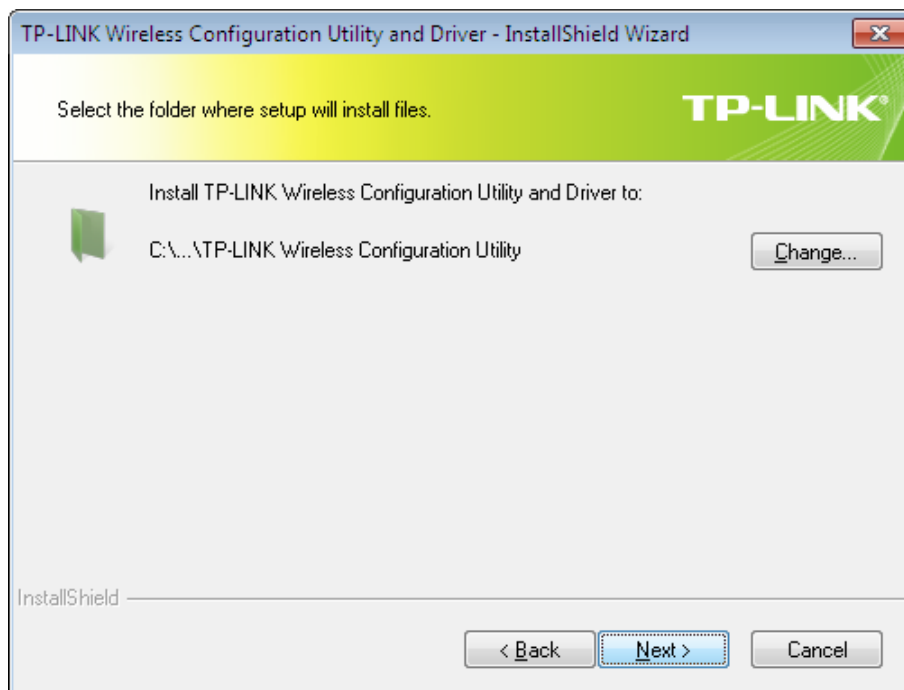 TP-LINK Wireless Configuration Utility and Driver - InstallShield Wizard
Select the folder where setup will install files.
TP-LINK®
Install TP-LINK Wireless Configuration Utility and Driver to:
C:\...\TP-LINK Wireless Configuration Utility
Change...
InstallShield
< Back
Next >
Cancel